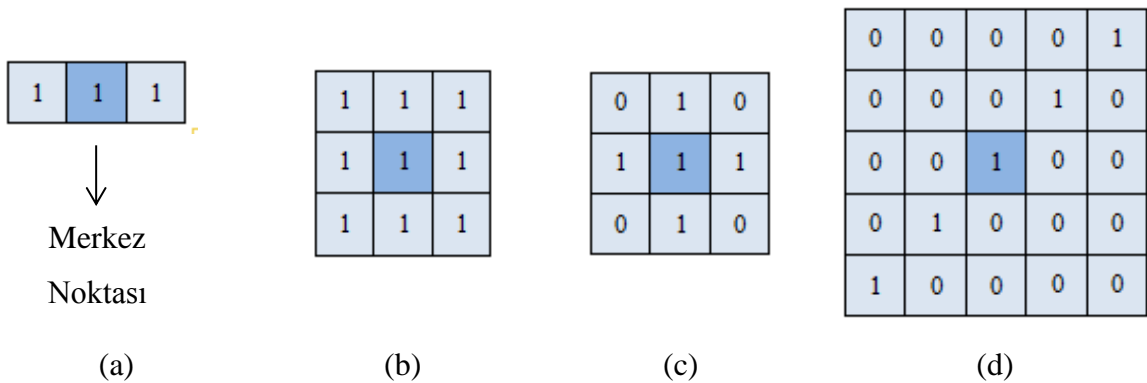 1 1 1
Merkez
Noktası
(a)
1 1 1
1 1 1
1 1 1
(b)
0 1 0
1 1 1
0 1 0
(c)
0 0 0 0 1
0 0 0 1 0
0 0 1 0 0
0 1 0 0 0
1 0 0 0 0
(d)